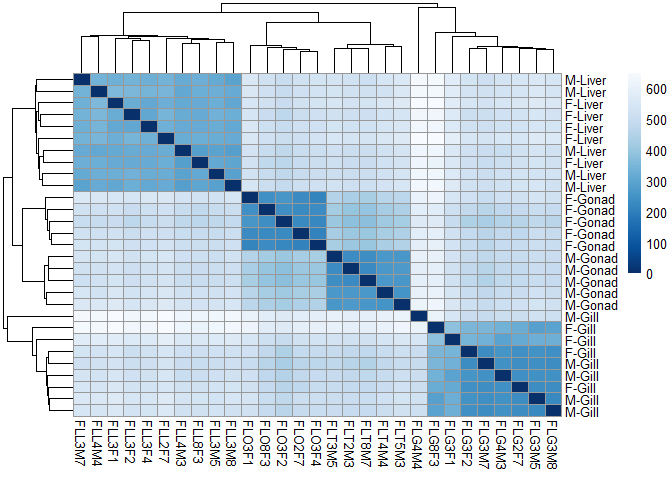 M-Liver
M-Liver
F-Liver
F-Liver
F-Liver
F-Liver
M-Liver
F-Liver
M-Liver
M-Liver
F-Gonad
F-Gonad
F-Gonad
F-Gonad
F-Gonad
M-Gonad
M-Gonad
M-Gonad
M-Gonad
M-Gonad
M-Gill
F-Gill
F-Gill
F-Gill
M-Gill
M-Gill
F-Gill
M-Gill
M-Gill
600
500
400
300
200
100
0
FLL3M7
FLL4M4
FLL3F1
FLL3F2
FLL3F4
FLL2F7
FLL4M3
FLL8F3
FLL3M5
FLL3M8
FLO3F1
FLO8F3
FLO3F2
FLO2F7
FLO3F4
FLT3M5
FLT2M3
FLT8M7
FLT4M4
FLT5M3
FLG4M4
FLG8F3
FLG3F1
FLG3F2
FLG3M7
FLG4M3
FLG2F7
FLG3M5
FLG3M8